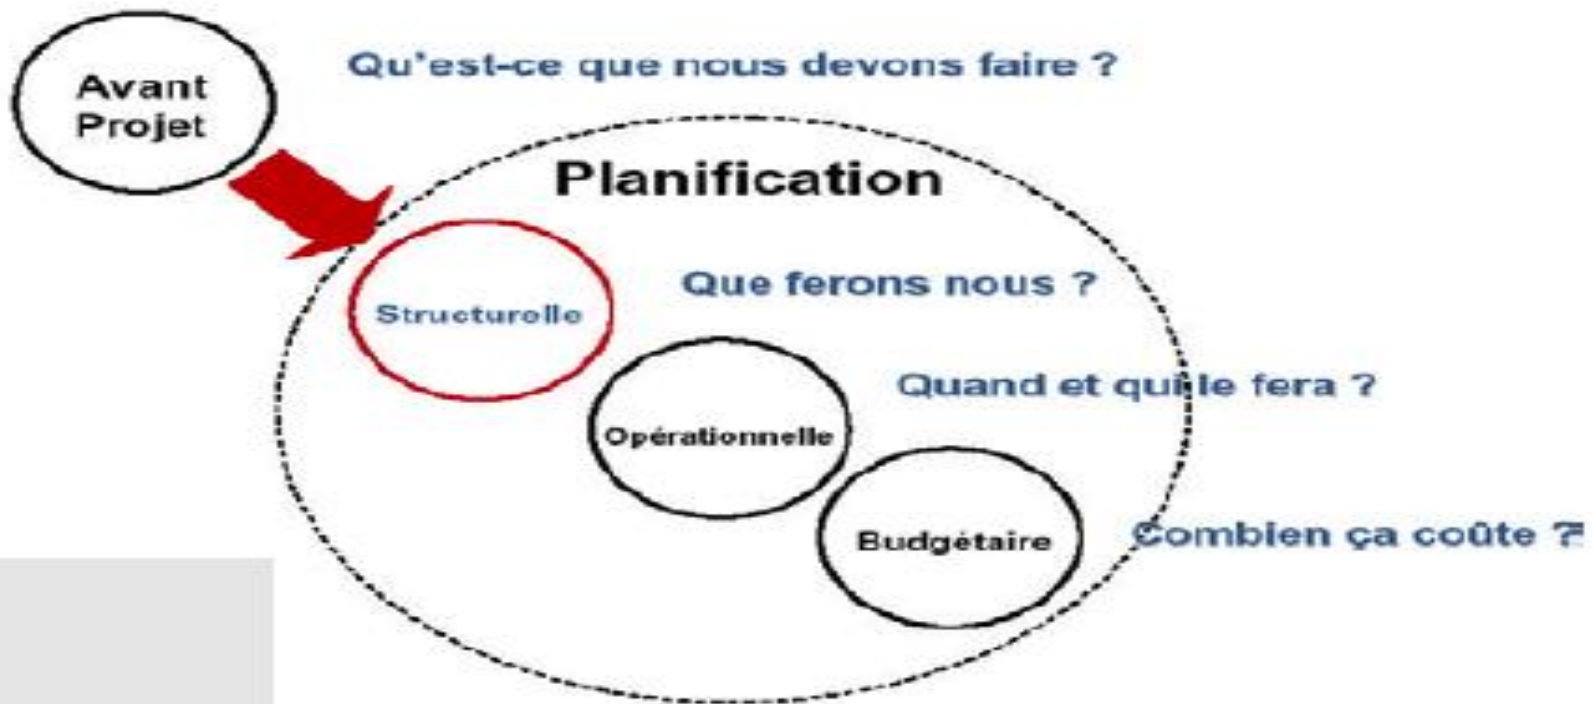 Avant
Projet
Qu'est-ce que nous devons faire ?
Planification
Structurelle
Que ferons nous ?
Opérationnelle
Quand et qui le fera ?
Budgétaire
Combien ça coûte ?